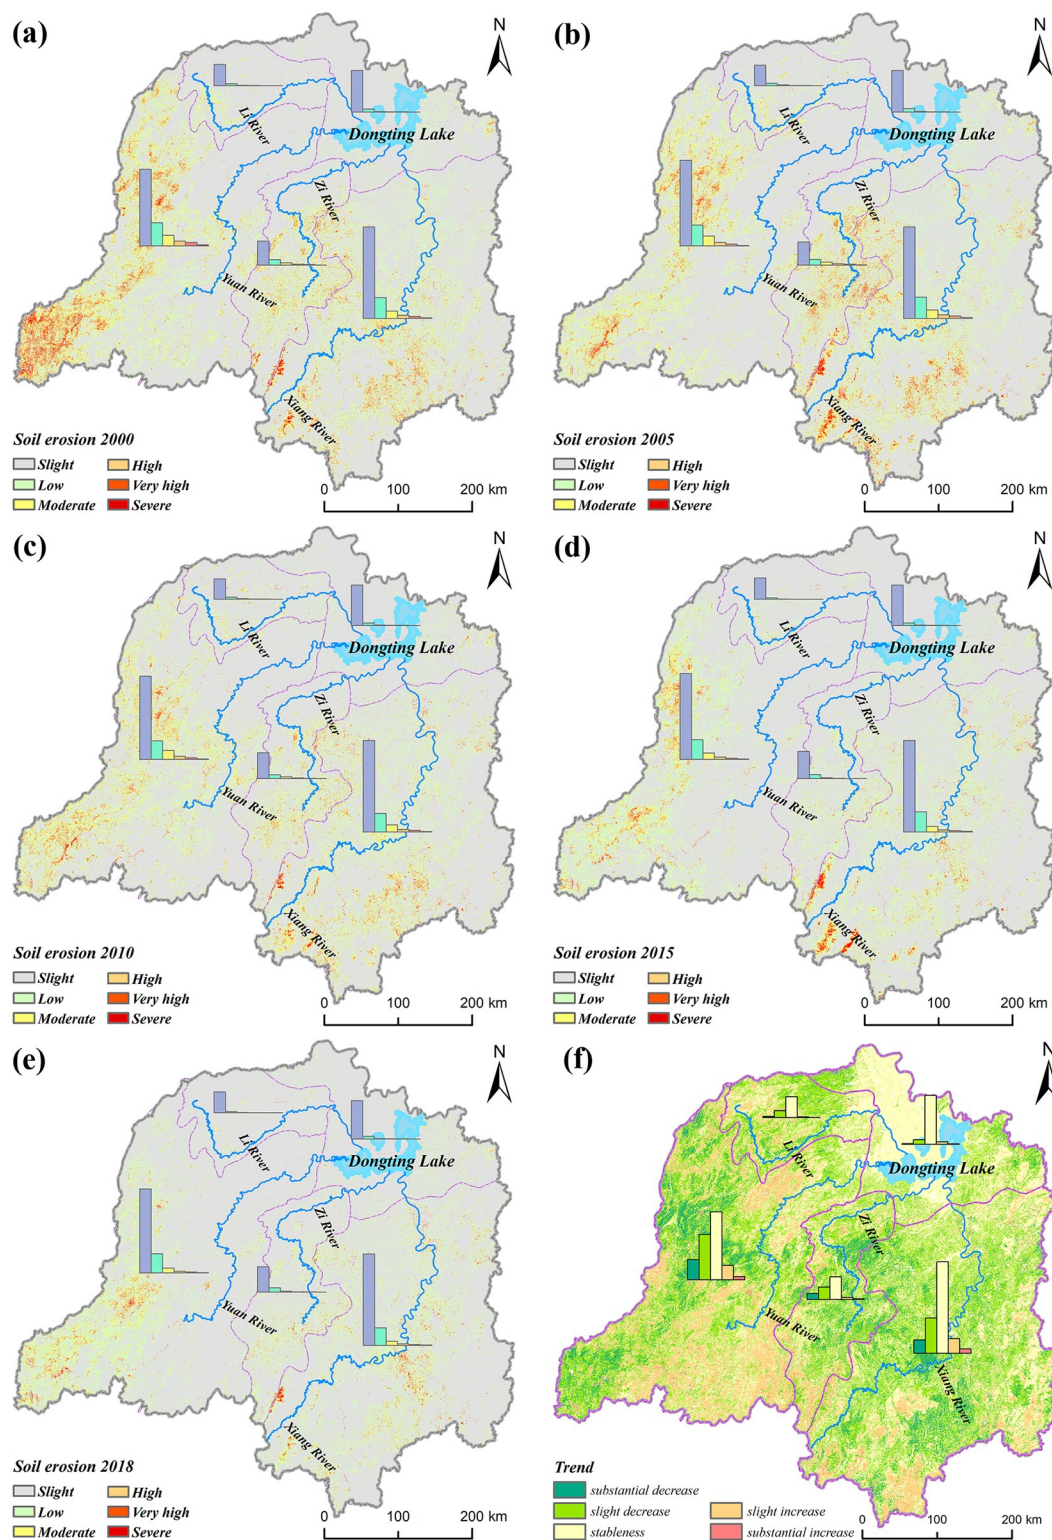 (a)
N
Li River
Dongting Lake
Zi River
Yuan River
Xiang River
Soil erosion 2000
Slight
High
Low
Very high
Moderate
Severe
0 100 200 km
(b)
N
Li River
Dongting Lake
Zi River
Yuan River
Xiang River
Soil erosion 2005
Slight
High
Low
Very high
Moderate
Severe
0 100 200 km
(c)
N
Li River
Dongting Lake
Zi River
Yuan River
Xiang River
Soil erosion 2010
Slight
High
Low
Very high
Moderate
Severe
0 100 200 km
(d)
N
Li River
Dongting Lake
Zi River
Yuan River
Xiang River
Soil erosion 2015
Slight
High
Low
Very high
Moderate
Severe
0 100 200 km
(e)
N
Li River
Dongting Lake
Zi River
Yuan River
Xiang River
Soil erosion 2018
Slight
High
Low
Very high
Moderate
Severe
0 100 200 km
(f)
N
Li River
Dongting Lake
Zi River
Yuan River
Xiang River
Trend
substantial decrease
slight decrease
slight increase
stableness
substantial increase
0 100 200 km